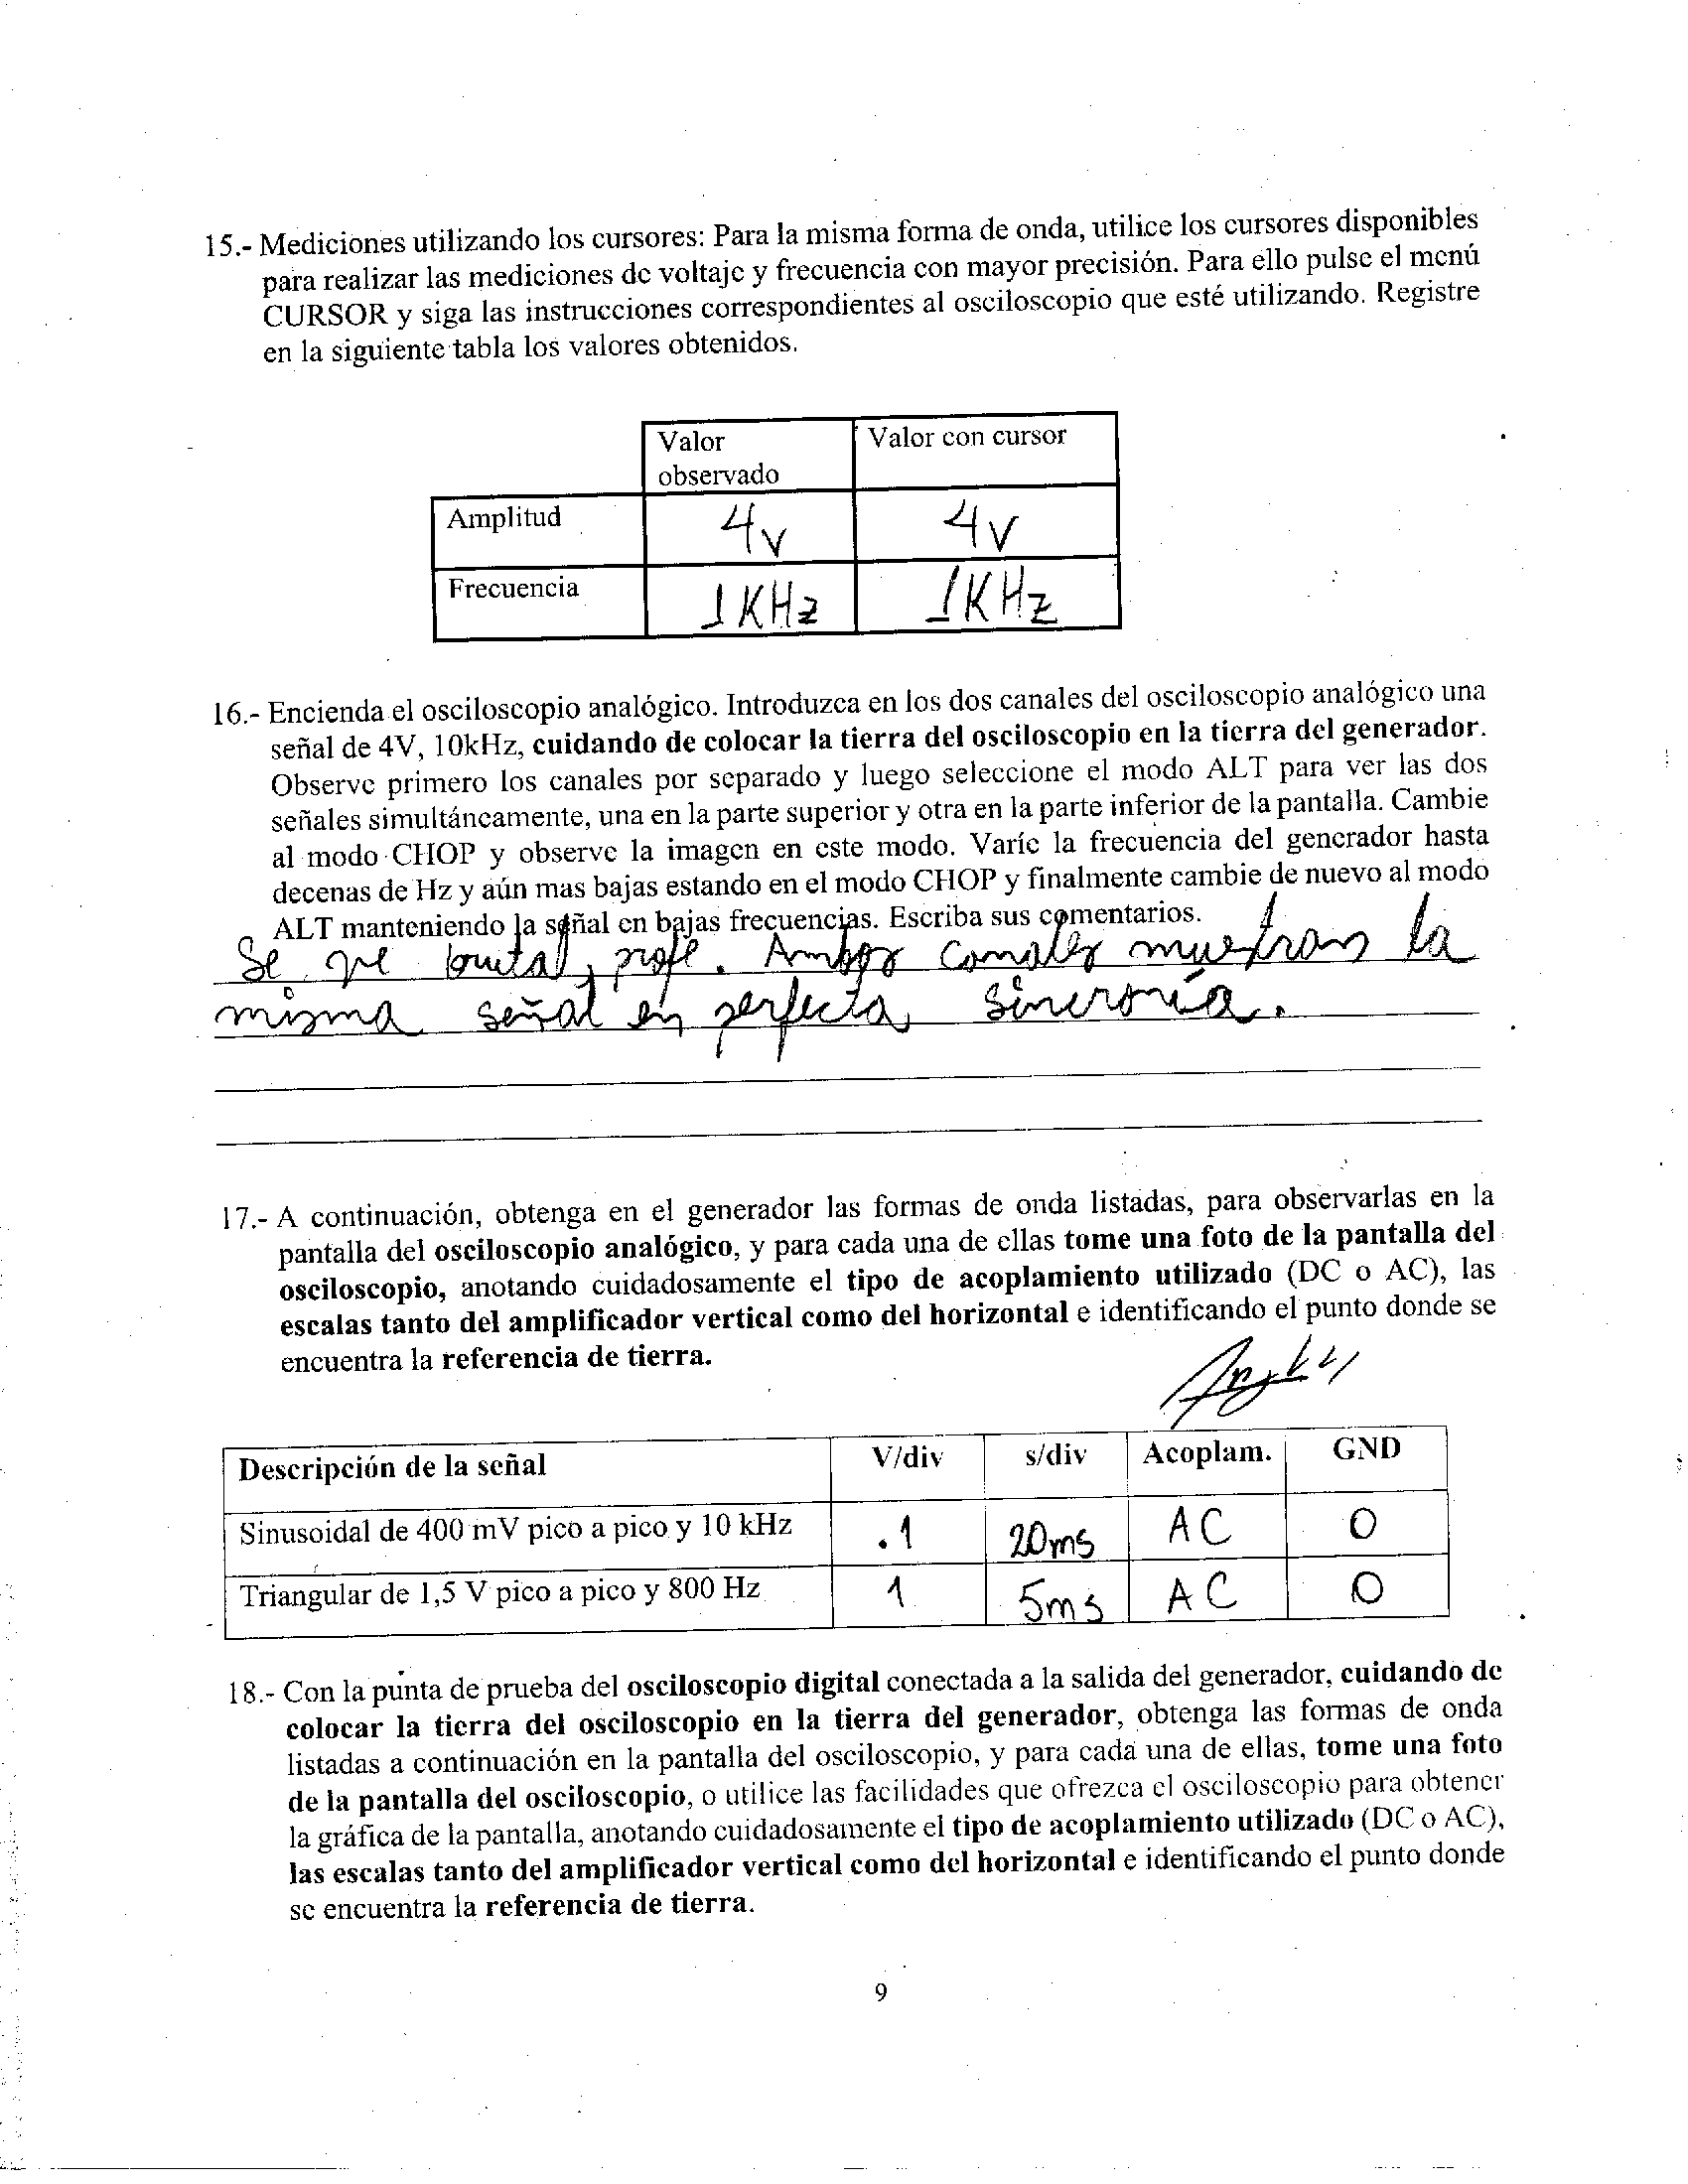 15.- Mediciones utilizando los cursores: Para la misma forma de onda, utilice los cursores disponibles
para realizar las mediciones de voltaje y frecuencia con mayor precisión. Para ello pulse el menú
CURSOR y siga las instrucciones correspondientes al osciloscopio que esté utilizando. Registre
en la siguiente tabla los valores obtenidos.
Valor Valor con cursor
observado
Amplitud 4v 4v
Frecuencia 1KHz 1KHz
16.- Encienda el osciloscopio analógico. Introduzca en los dos canales del osciloscopio analógico una
señal de 4V, 10kHz, cuidando de colocar la tierra del osciloscopio en la tierra del generador.
Observe primero los canales por separado y luego seleccione el modo ALT para ver las dos
señales simultáneamente, una en la parte superior y otra en la parte inferior de la pantalla. Cambie
al modo CHOP y observe la imagen en este modo. Varíe la frecuencia del generador hasta
decenas de Hz y aún mas bajas estando en el modo CHOP y finalmente cambie de nuevo al modo
ALT manteniendo la señal en bajas frecuencias. Escriba sus comentarios.
Se ve brutal, profe. Ambos canales muestran la
misma señal en perfecta sincronía.
17.- A continuación, obtenga en el generador las formas de onda listadas, para observarlas en la
pantalla del osciloscopio analógico, y para cada una de ellas tome una foto de la pantalla del
osciloscopio, anotando cuidadosamente el tipo de acoplamiento utilizado (DC o AC), las
escalas tanto del amplificador vertical como del horizontal e identificando el punto donde se
encuentra la referencia de tierra.
Descripción de la señal V/div s/div Acoplam. GND
Sinusoidal de 400 mV pico a pico y 10 kHz .1 20ms AC 0
Triangular de 1,5 V pico a pico y 800 Hz 1 5ms AC 0
18.- Con la punta de prueba del osciloscopio digital conectada a la salida del generador, cuidando de
colocar la tierra del osciloscopio en la tierra del generador, obtenga las formas de onda
listadas a continuación en la pantalla del osciloscopio, y para cada una de ellas, tome una foto
de la pantalla del osciloscopio, o utilice las facilidades que ofrezca el osciloscopio para obtener
la gráfica de la pantalla, anotando cuidadosamente el tipo de acoplamiento utilizado (DC o AC),
las escalas tanto del amplificador vertical como del horizontal e identificando el punto donde
se encuentra la referencia de tierra.
9